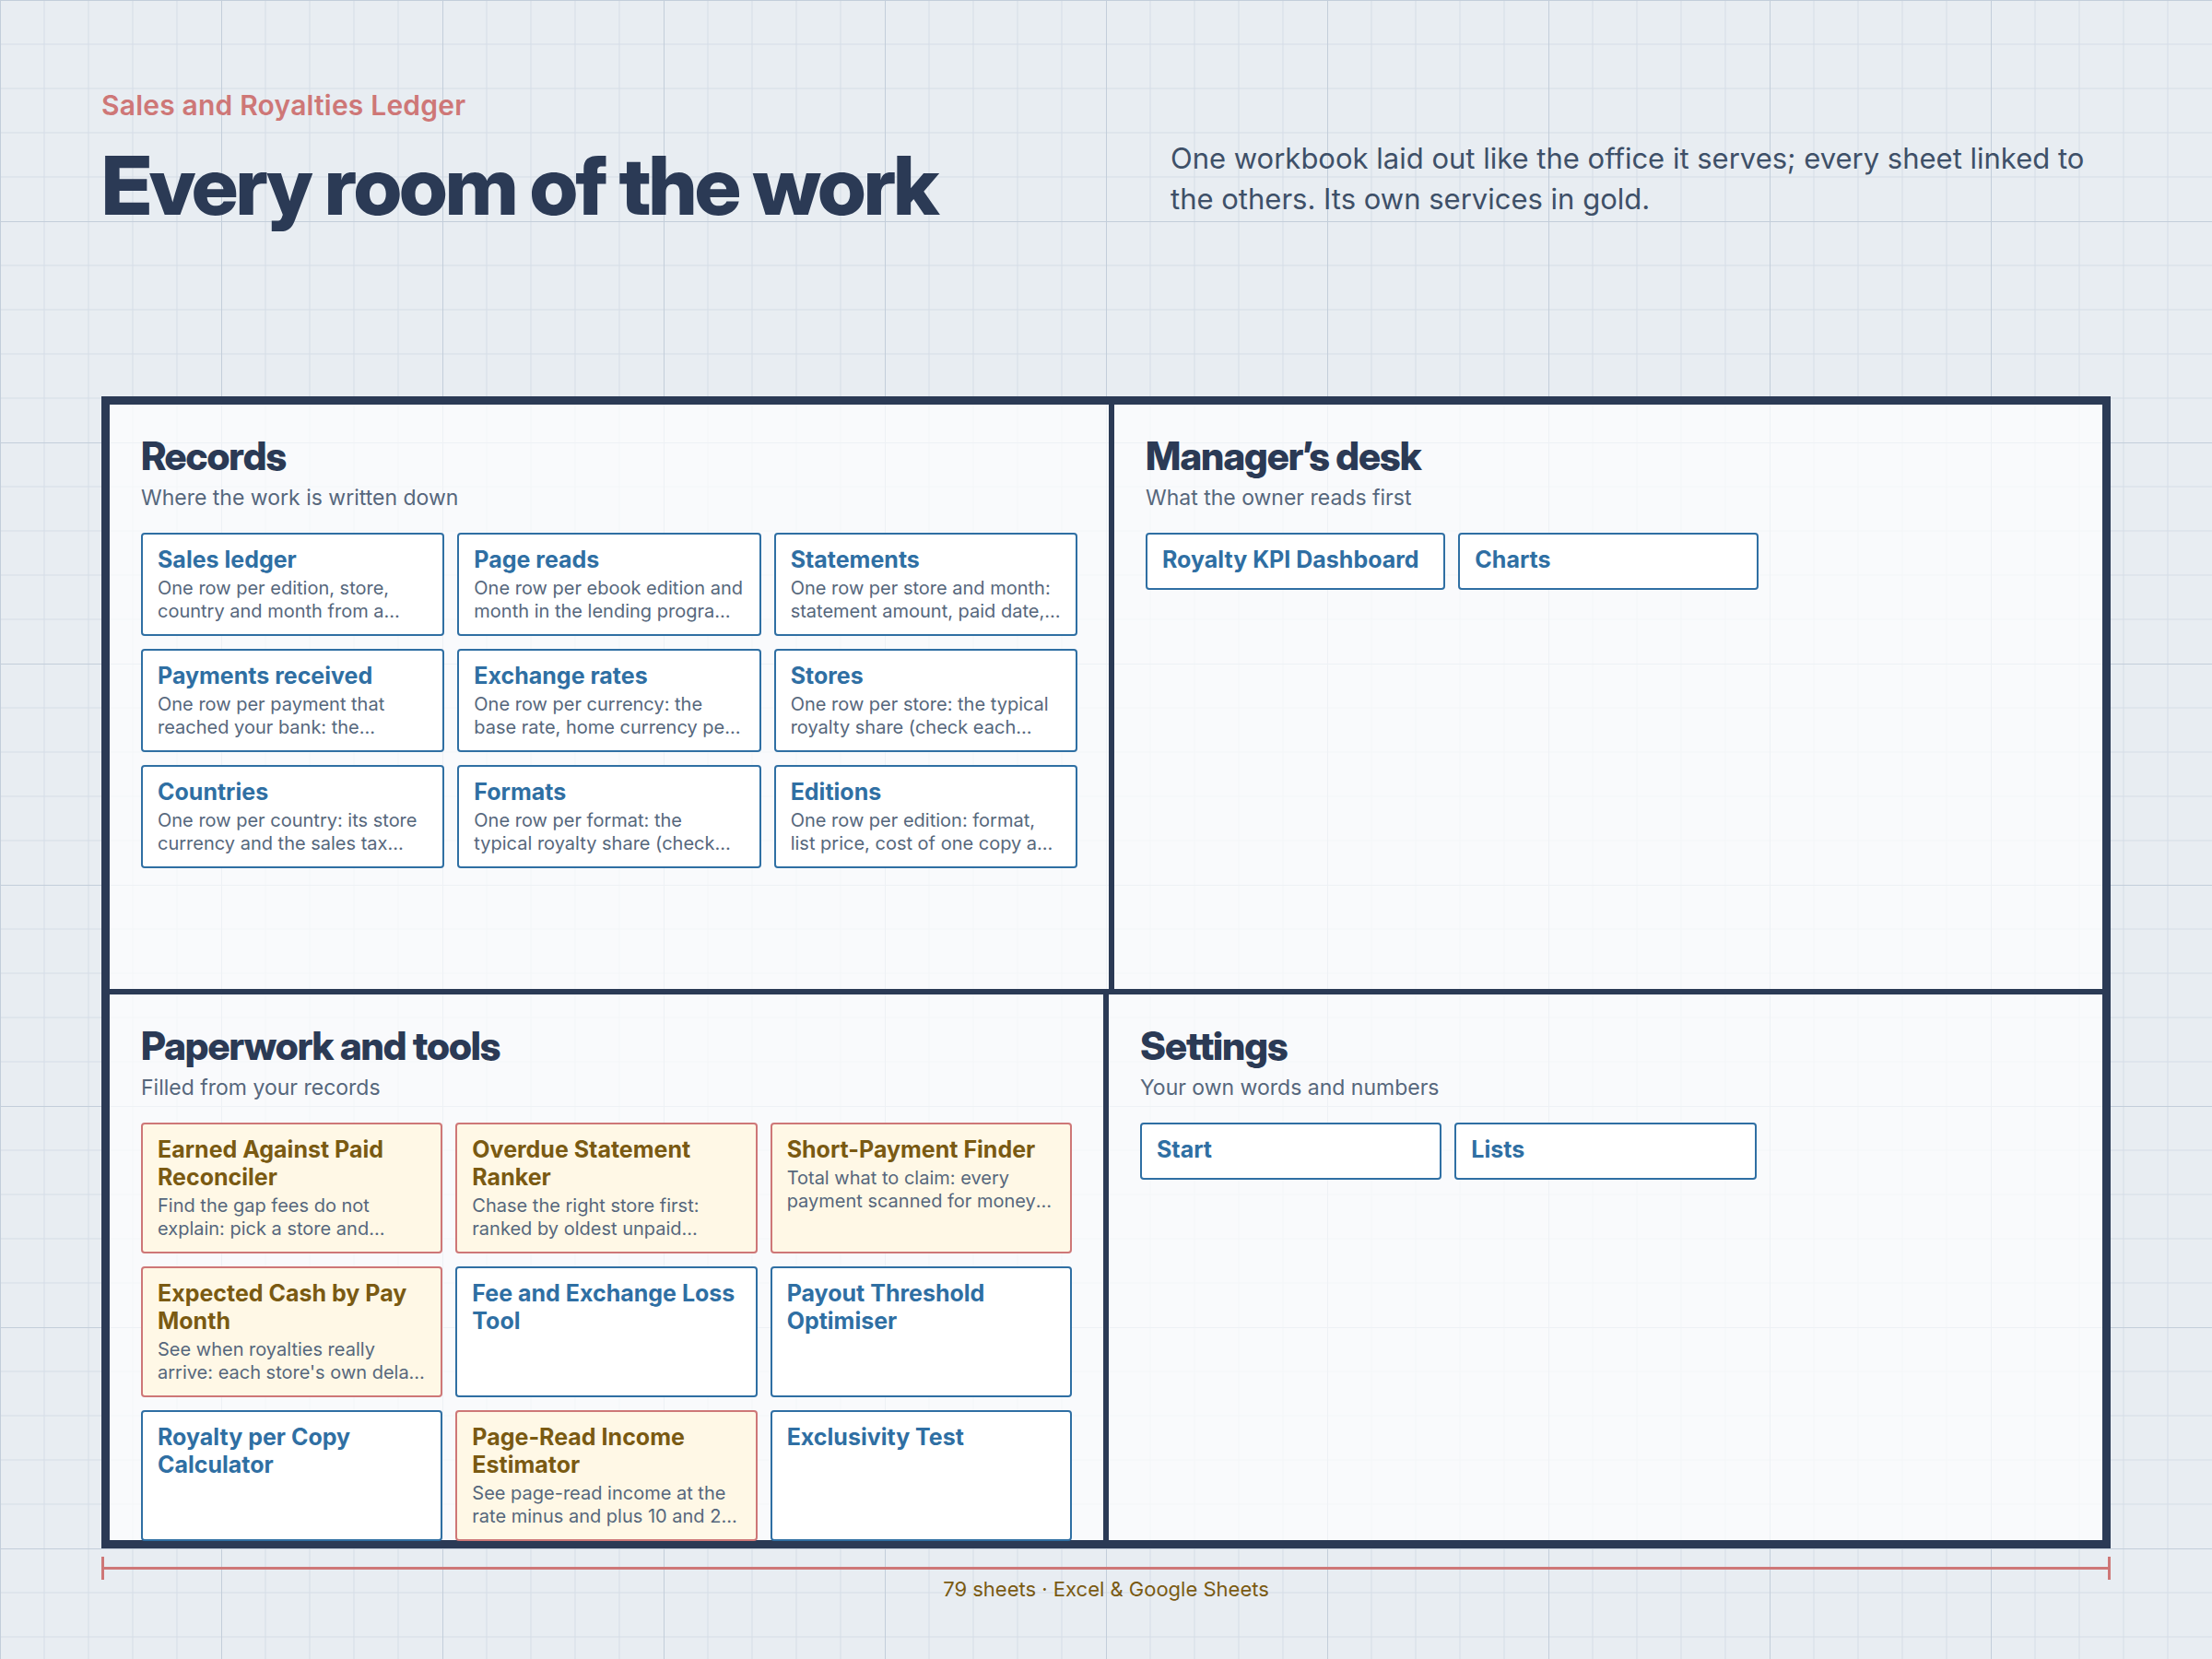 Sales and Royalties Ledger
Every room of the work
One workbook laid out like the office it serves; every sheet linked to
the others. Its own services in gold.
Records
Where the work is written down
Sales ledger
One row per edition, store,
country and month from a...
Page reads
One row per ebook edition and
month in the lending progra...
Statements
One row per store and month:
statement amount, paid date,...
Payments received
One row per payment that
reached your bank: the...
Exchange rates
One row per currency: the
base rate, home currency pe...
Stores
One row per store: the typical
royalty share (check each...
Countries
One row per country: its store
currency and the sales tax...
Formats
One row per format: the
typical royalty share (check...
Editions
One row per edition: format,
list price, cost of one copy a...
Manager’s desk
What the owner reads first
Royalty KPI Dashboard
Charts
Paperwork and tools
Filled from your records
Earned Against Paid
Reconciler
Find the gap fees do not
explain: pick a store and...
Overdue Statement
Ranker
Chase the right store first:
ranked by oldest unpaid...
Short-Payment Finder
Total what to claim: every
payment scanned for money...
Expected Cash by Pay
Month
See when royalties really
arrive: each store's own dela...
Fee and Exchange Loss
Tool
Payout Threshold
Optimiser
Royalty per Copy
Calculator
Page-Read Income
Estimator
See page-read income at the
rate minus and plus 10 and 2...
Exclusivity Test
Settings
Your own words and numbers
Start
Lists
79 sheets · Excel & Google Sheets